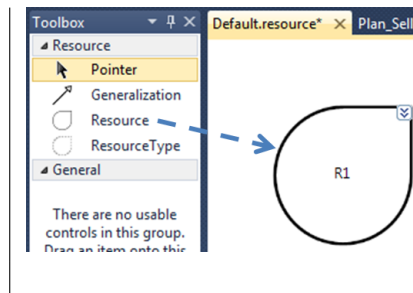 Toolbox
Default.resource*
Plan_Sell
Resource
Pointer
Generalization
Resource
ResourceType
General
There are no usable
controls in this group.
Drag an item onto this
R1